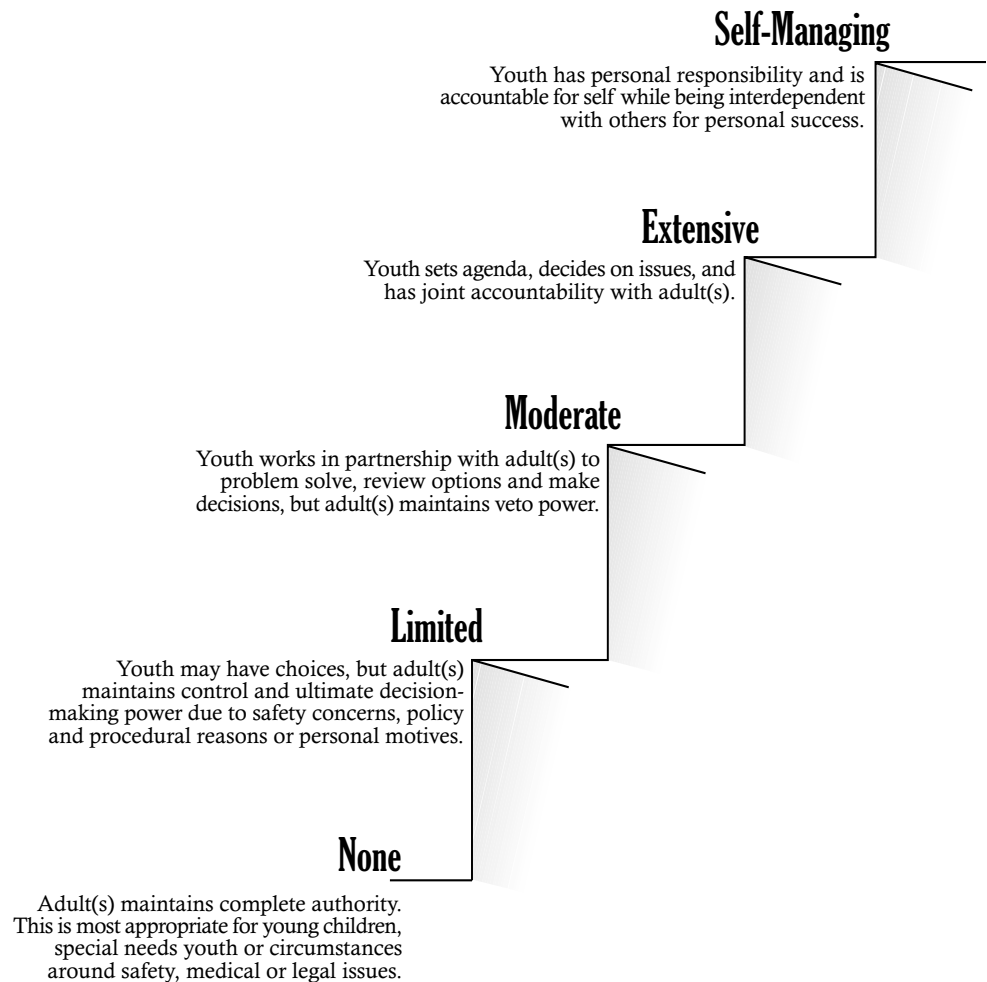 Self-Managing
Youth has personal responsibility and is
accountable for self while being interdependent
with others for personal success.
Extensive
Youth sets agenda, decides on issues, and
has joint accountability with adult(s).
Moderate
Youth works in partnership with adult(s) to
problem solve, review options and make
decisions, but adult(s) maintains veto power.
Limited
Youth may have choices, but adult(s)
maintains control and ultimate decision-
making power due to safety concerns, policy
and procedural reasons or personal motives.
None
Adult(s) maintains complete authority.
This is most appropriate for young children,
special needs youth or circumstances
around safety, medical or legal issues.